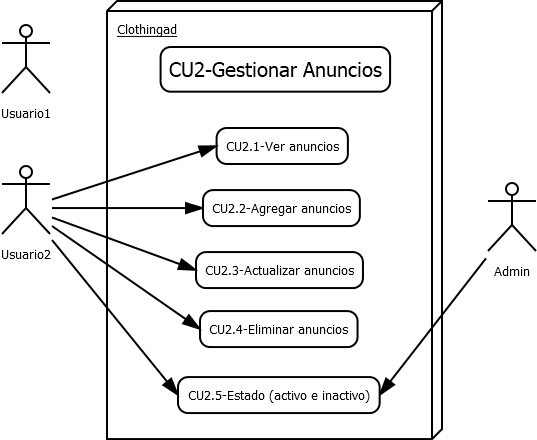 Clothingad
CU2-Gestionar Anuncios
Usuario1
CU2.1-Ver anuncios
CU2.2-Agregar anuncios
Usuario2
CU2.3-Actualizar anuncios
Admin
CU2.4-Eliminar anuncios
CU2.5-Estado (activo e inactivo)